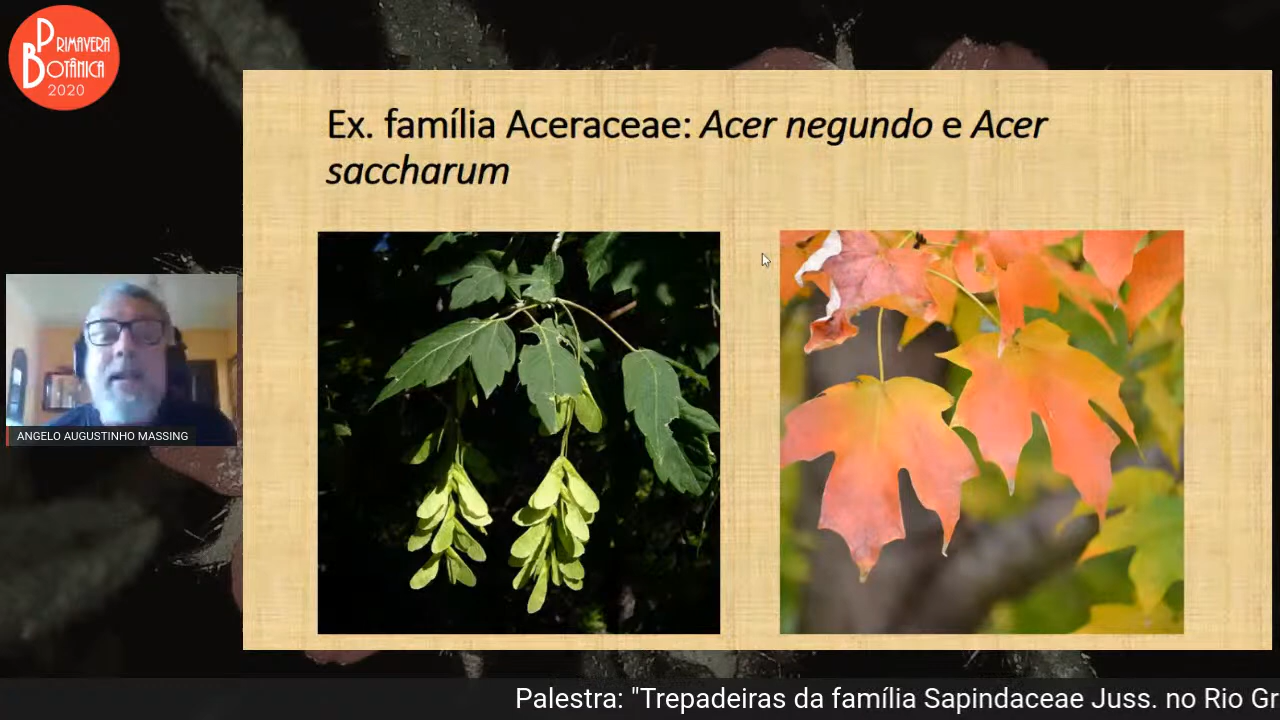 PRIMAVERA
BOTÂNICA
2020
Ex. família Aceraceae: Acer negundo e Acer
saccharum
ANGELO AUGUSTINHO MASSING
Palestra: "Trepadeiras da família Sapindaceae Juss. no Rio Gr